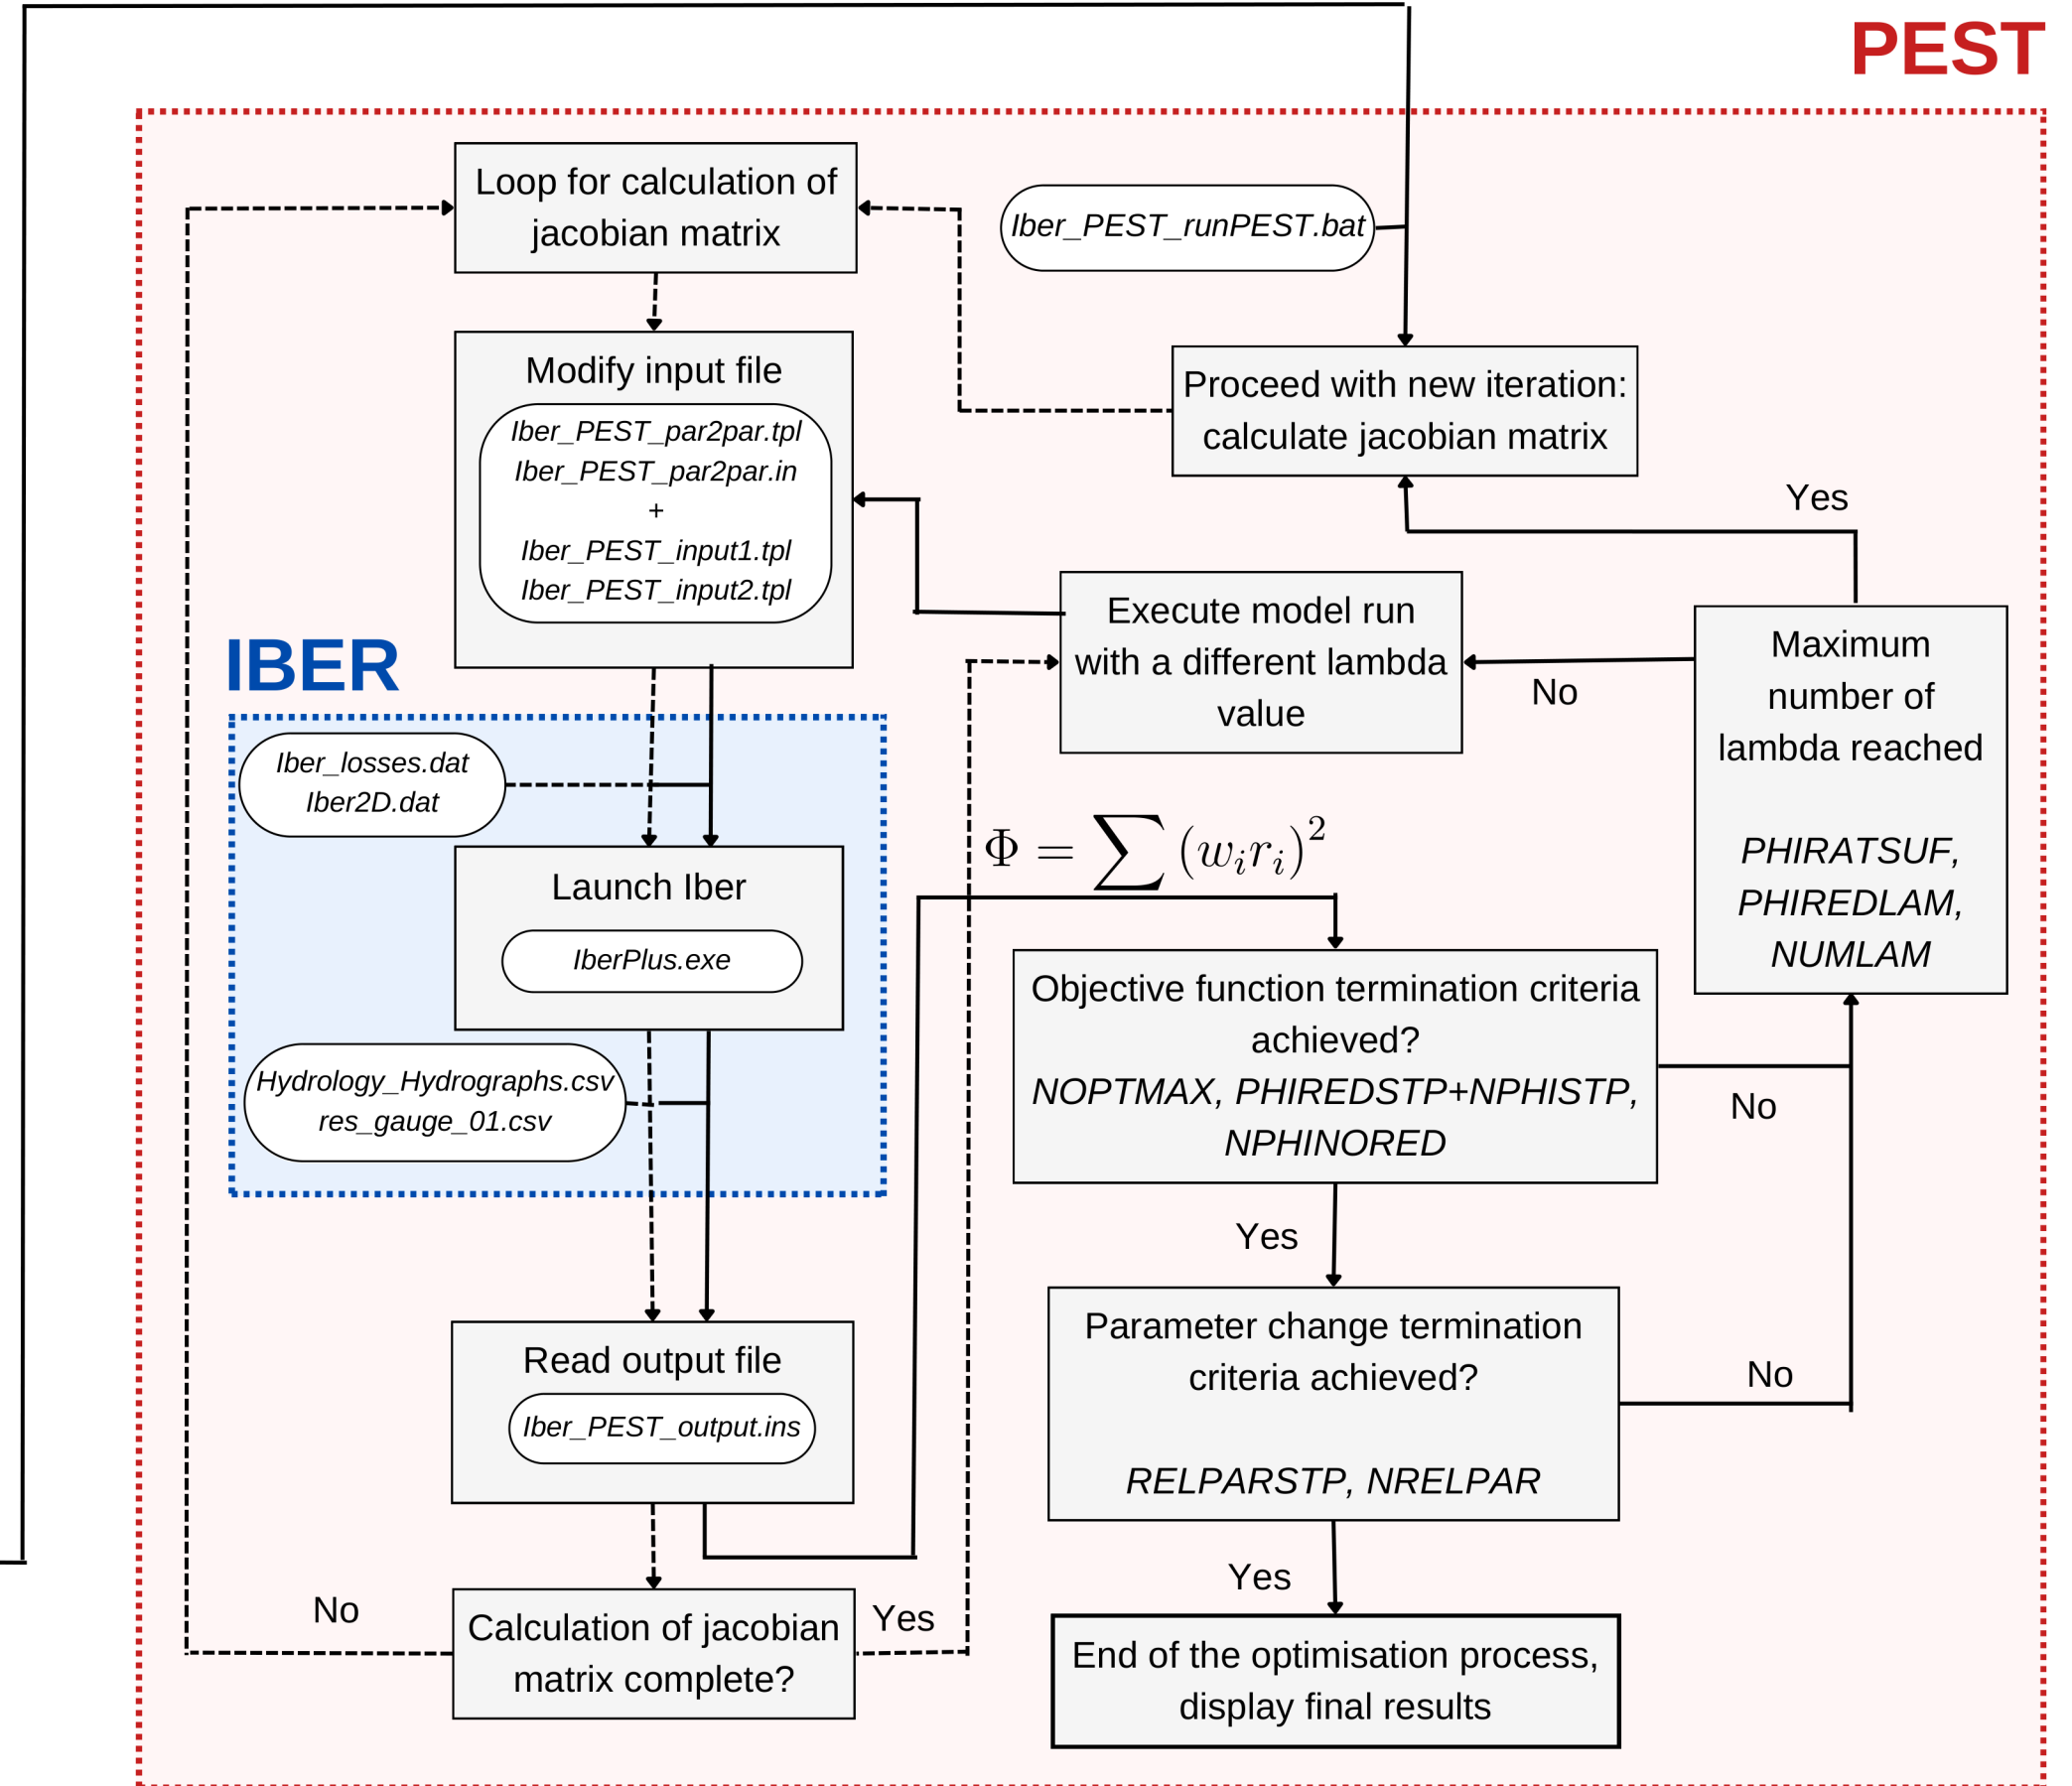 PEST
Loop for calculation of
jacobian matrix
Iber_PEST_runPEST.bat
Modify input file
Iber_PEST_par2par.tpl
Iber_PEST_par2par.in
+
Iber_PEST_input1.tpl
Iber_PEST_input2.tpl
Proceed with new iteration:
calculate jacobian matrix
Yes
Execute model run
with a different lambda
value
No
Maximum
number of
lambda reached
PHIRATSUF,
PHIREDLAM,
NUMLAM
IBER
Iber_losses.dat
Iber2D.dat
Launch Iber
IberPlus.exe
Hydrology_Hydrographs.csv
res_gauge_01.csv
Φ = ∑ (wᵢrᵢ)²
Objective function termination criteria
achieved?
NOPTMAX, PHIREDSTP+NPHISTP,
NPHINORED
No
Yes
Parameter change termination
criteria achieved?
RELPARSTP, NRELPAR
No
Yes
Read output file
Iber_PEST_output.ins
No
Calculation of jacobian
matrix complete?
Yes
End of the optimisation process,
display final results